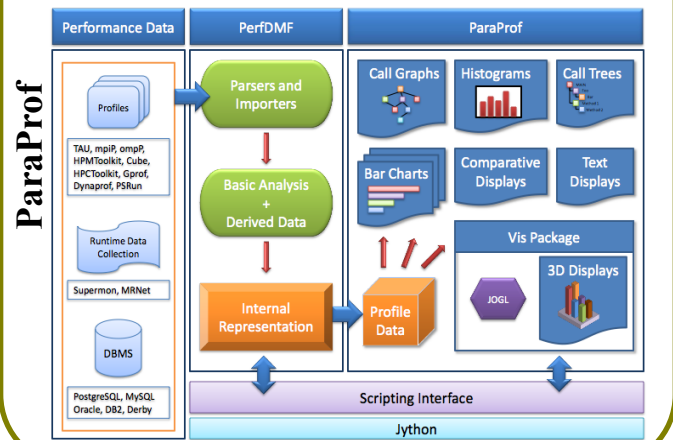 ParaProf
Performance Data
PerfDMF
ParaProf
Profiles
TAU, mpiP, ompP,
HPMToolkit, Cube,
HPCToolkit, Gprof,
Dynaprof, PSRun
Runtime Data
Collection
Supermon, MRNet
DBMS
PostgreSQL, MySQL
Oracle, DB2, Derby
Parsers and
Importers
Basic Analysis
+
Derived Data
Internal
Representation
Call Graphs
Histograms
Call Trees
Bar Charts
Comparative
Displays
Text
Displays
Profile
Data
Vis Package
JOGL
3D Displays
Scripting Interface
Jython